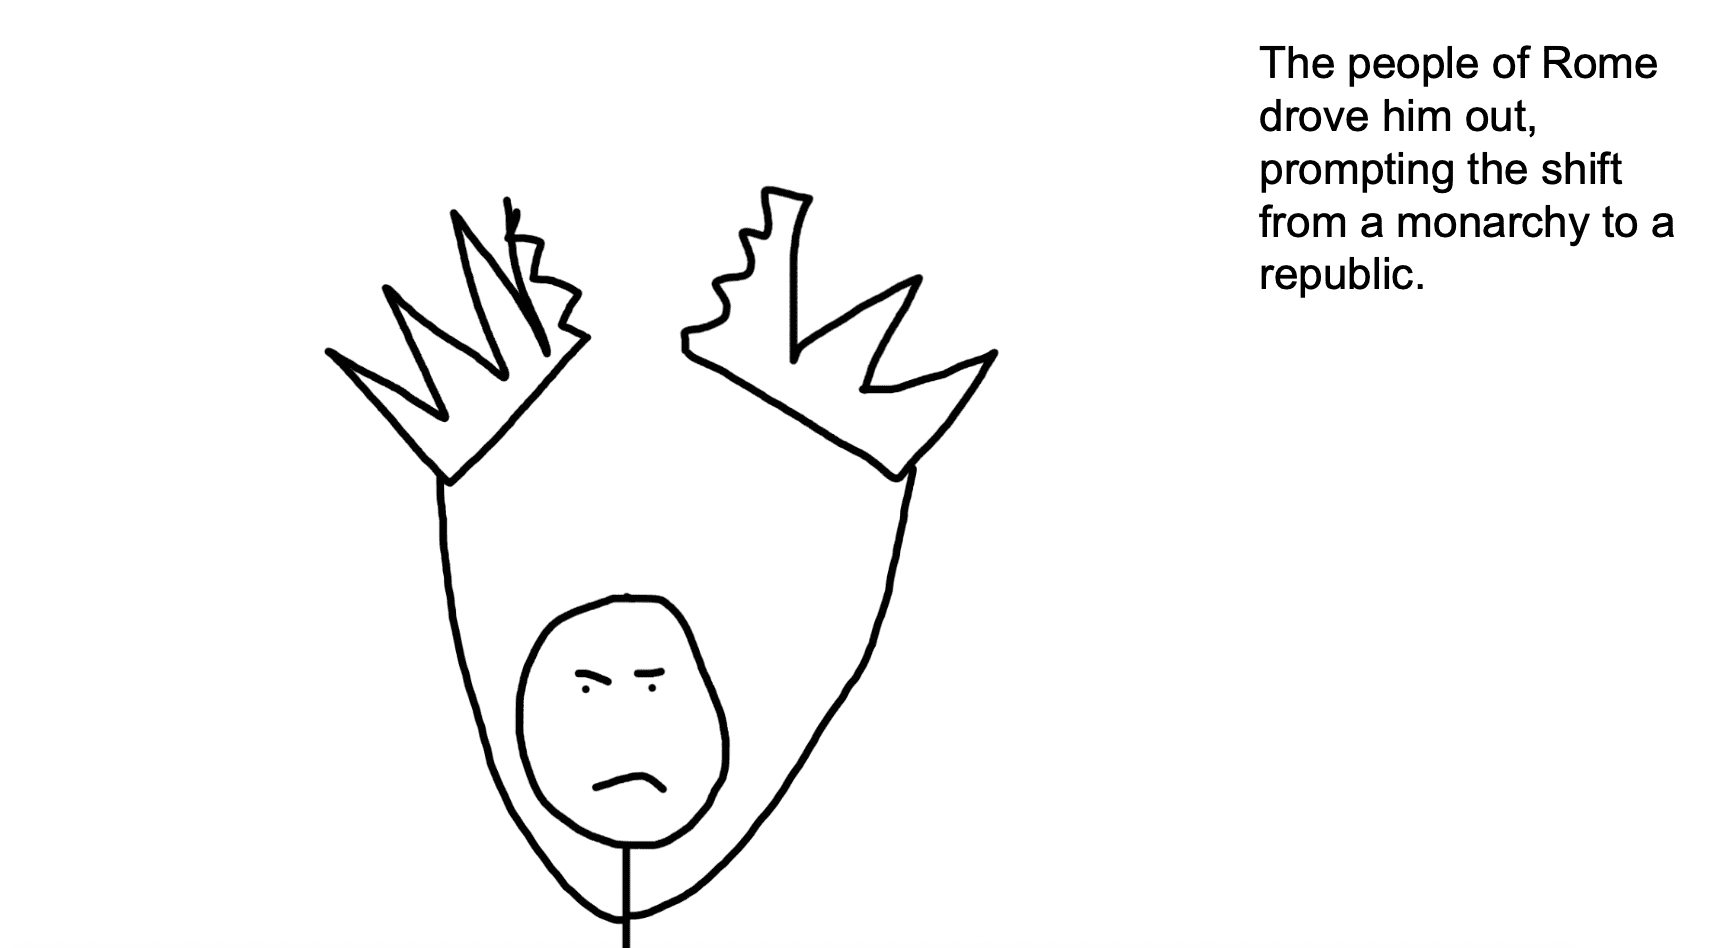 The people of Rome
drove him out,
prompting the shift
from a monarchy to a
republic.